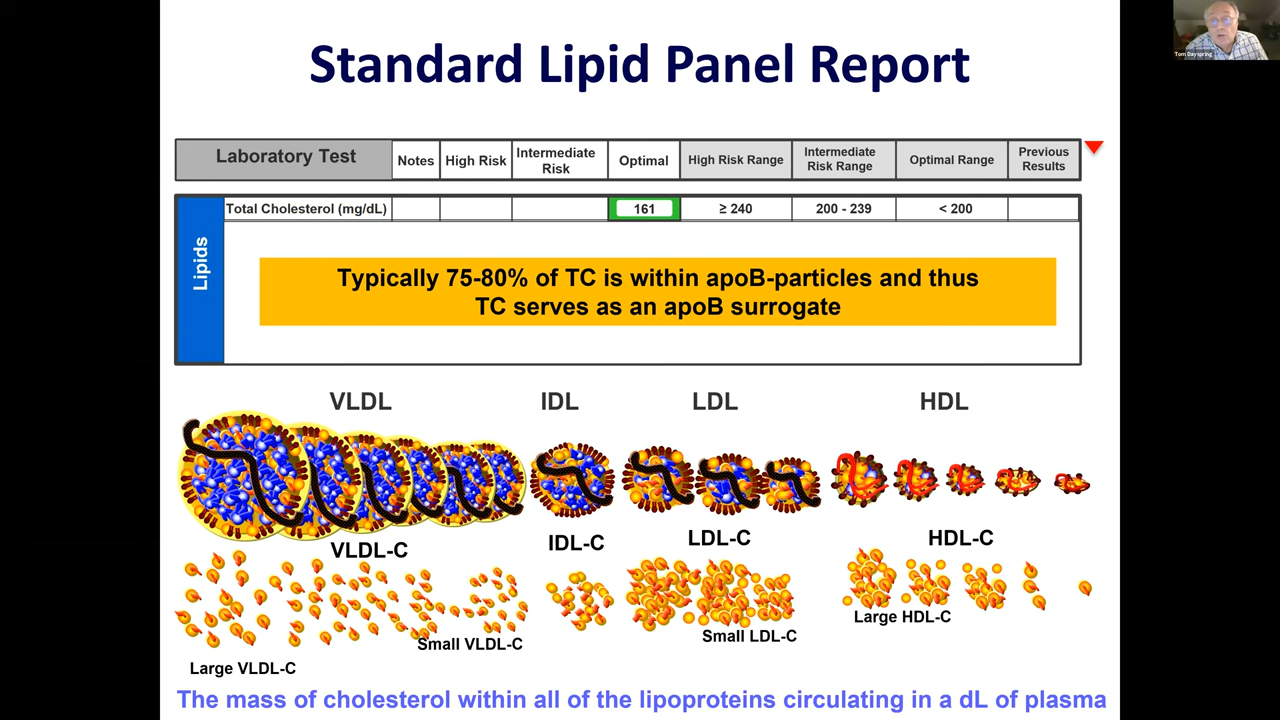 Standard Lipid Panel Report
Tom Dayspring
Laboratory Test
Notes
High Risk
Intermediate
Risk
Optimal
High Risk Range
Intermediate
Risk Range
Optimal Range
Previous
Results
Lipids
Total Cholesterol (mg/dL)
161
≥ 240
200 - 239
< 200
Typically 75-80% of TC is within apoB-particles and thus
TC serves as an apoB surrogate
VLDL
IDL
LDL
HDL
VLDL-C
IDL-C
LDL-C
HDL-C
Large VLDL-C
Small VLDL-C
Small LDL-C
Large HDL-C
The mass of cholesterol within all of the lipoproteins circulating in a dL of plasma